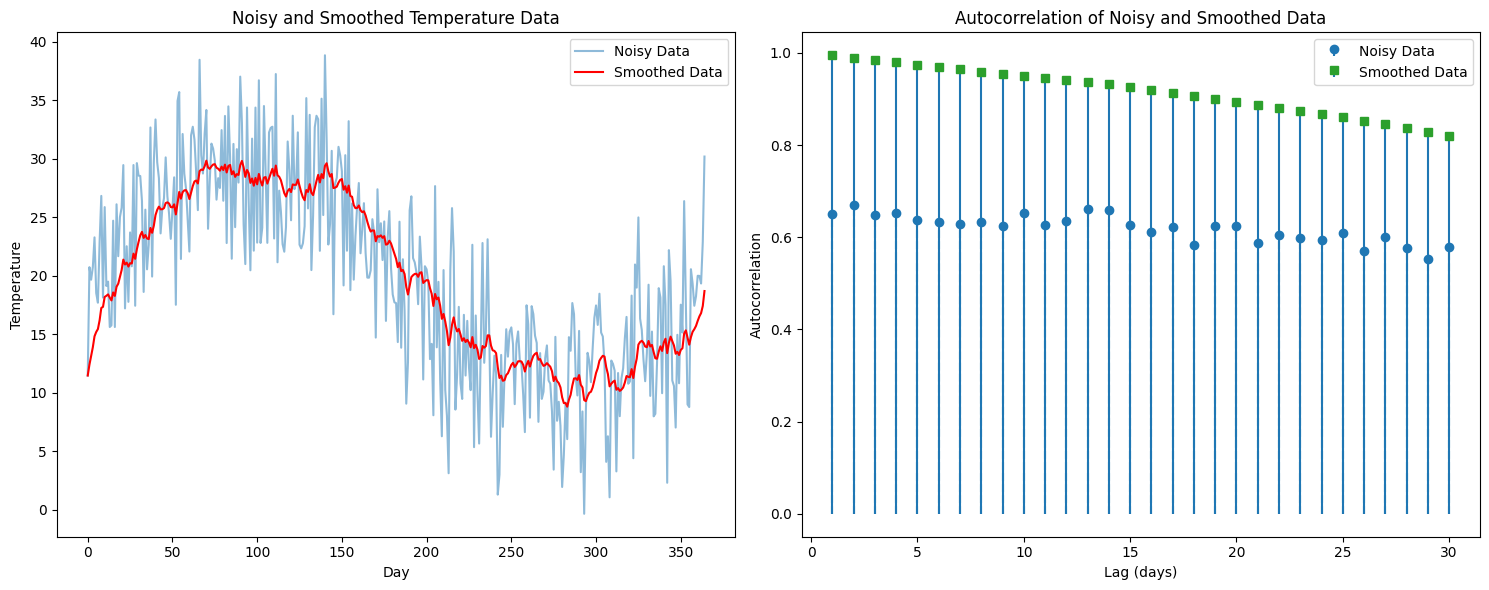 Noisy and Smoothed Temperature Data
Noisy Data
Smoothed Data
Temperature
40
35
30
25
20
15
10
5
0
0 50 100 150 200 250 300 350
Day
Autocorrelation of Noisy and Smoothed Data
Noisy Data
Smoothed Data
Autocorrelation
1.0
0.8
0.6
0.4
0.2
0.0
0 5 10 15 20 25 30
Lag (days)